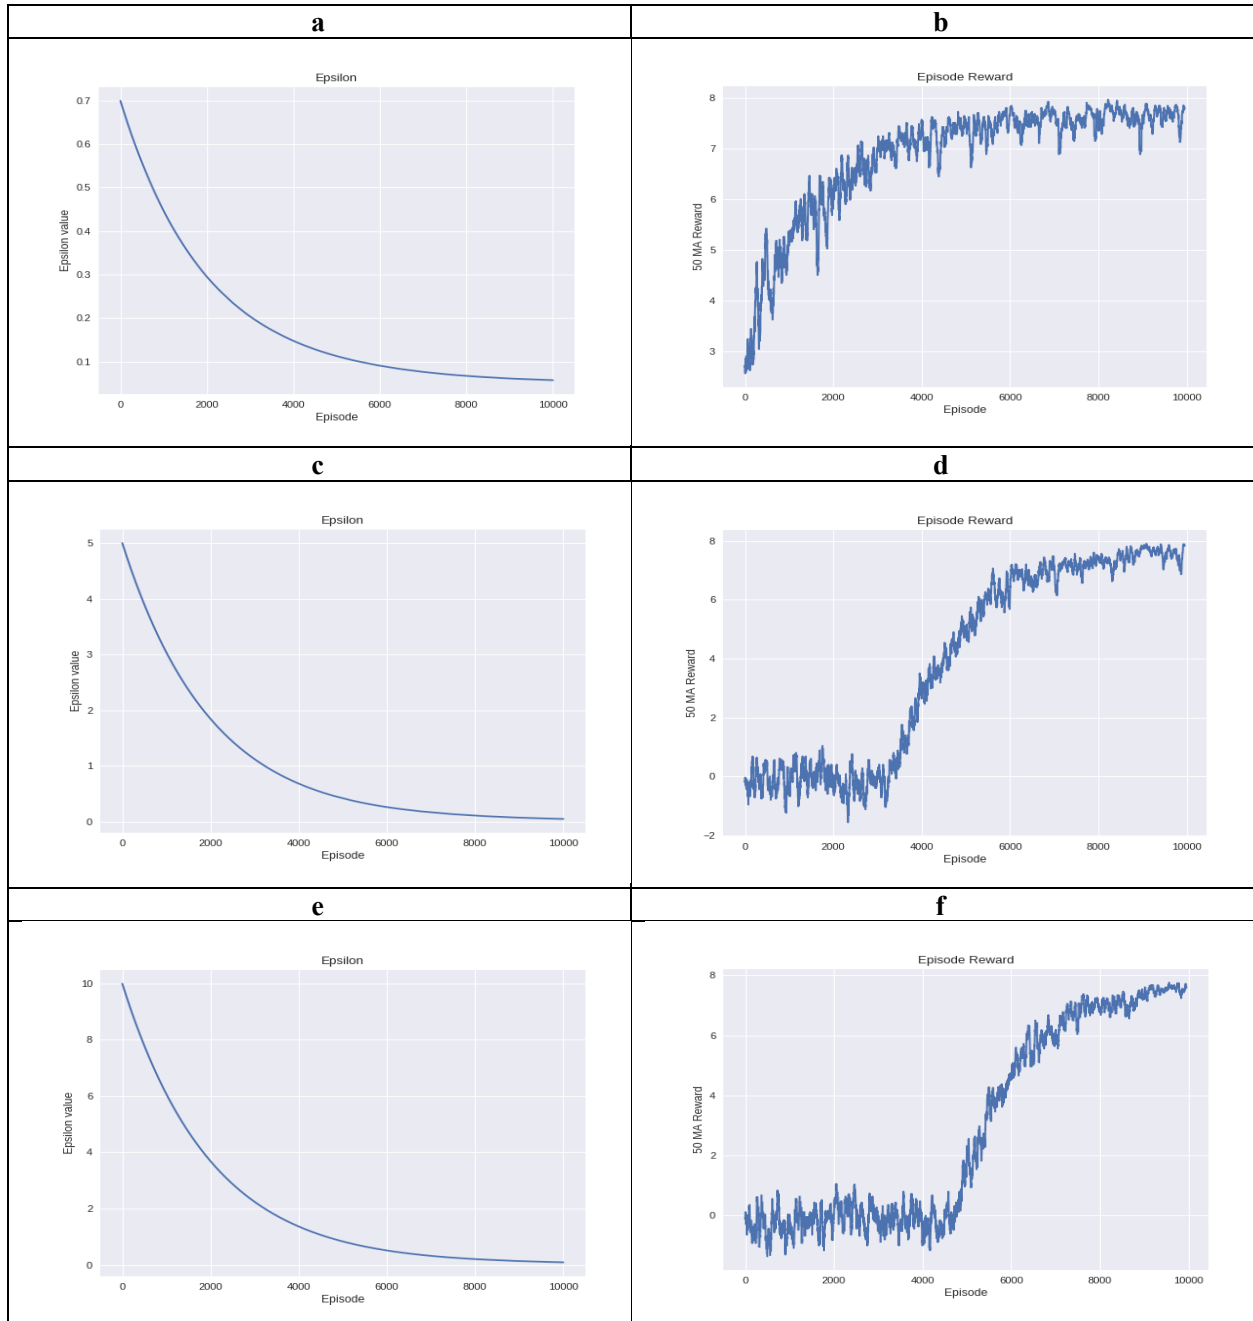 a
b
Epsilon
Epsilon value
0.7
0.6
0.5
0.4
0.3
0.2
0.1
0 2000 4000 6000 8000 10000
Episode
Episode Reward
50 MA Reward
8
7
6
5
4
3
0 2000 4000 6000 8000 10000
Episode
c
d
Epsilon
Epsilon value
5
4
3
2
1
0
0 2000 4000 6000 8000 10000
Episode
Episode Reward
50 MA Reward
8
6
4
2
0
−2
0 2000 4000 6000 8000 10000
Episode
e
f
Epsilon
Epsilon value
10
8
6
4
2
0
0 2000 4000 6000 8000 10000
Episode
Episode Reward
50 MA Reward
8
6
4
2
0
0 2000 4000 6000 8000 10000
Episode